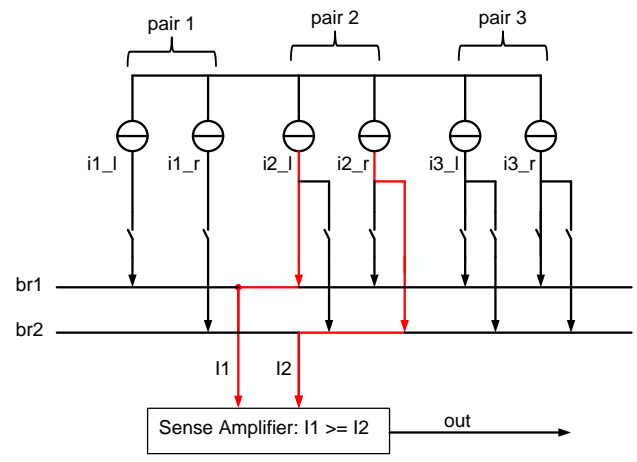 pair 1 pair 2 pair 3
i1_l i1_r i2_l i2_r i3_l i3_r
br1
br2
I1 I2
Sense Amplifier: I1 >= I2 out